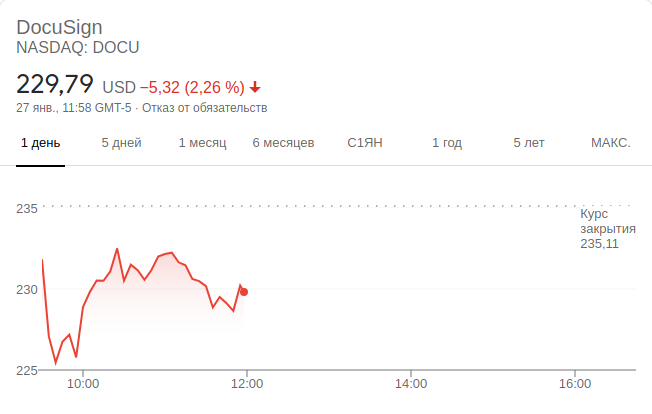 DocuSign
NASDAQ: DOCU
229,79 USD −5,32 (2,26 %)
27 янв., 11:58 GMT-5 · Отказ от обязательств
1 день 5 дней 1 месяц 6 месяцев С1ЯН 1 год 5 лет МАКС.
235
Курс
закрытия
235,11
230
225
10:00 12:00 14:00 16:00